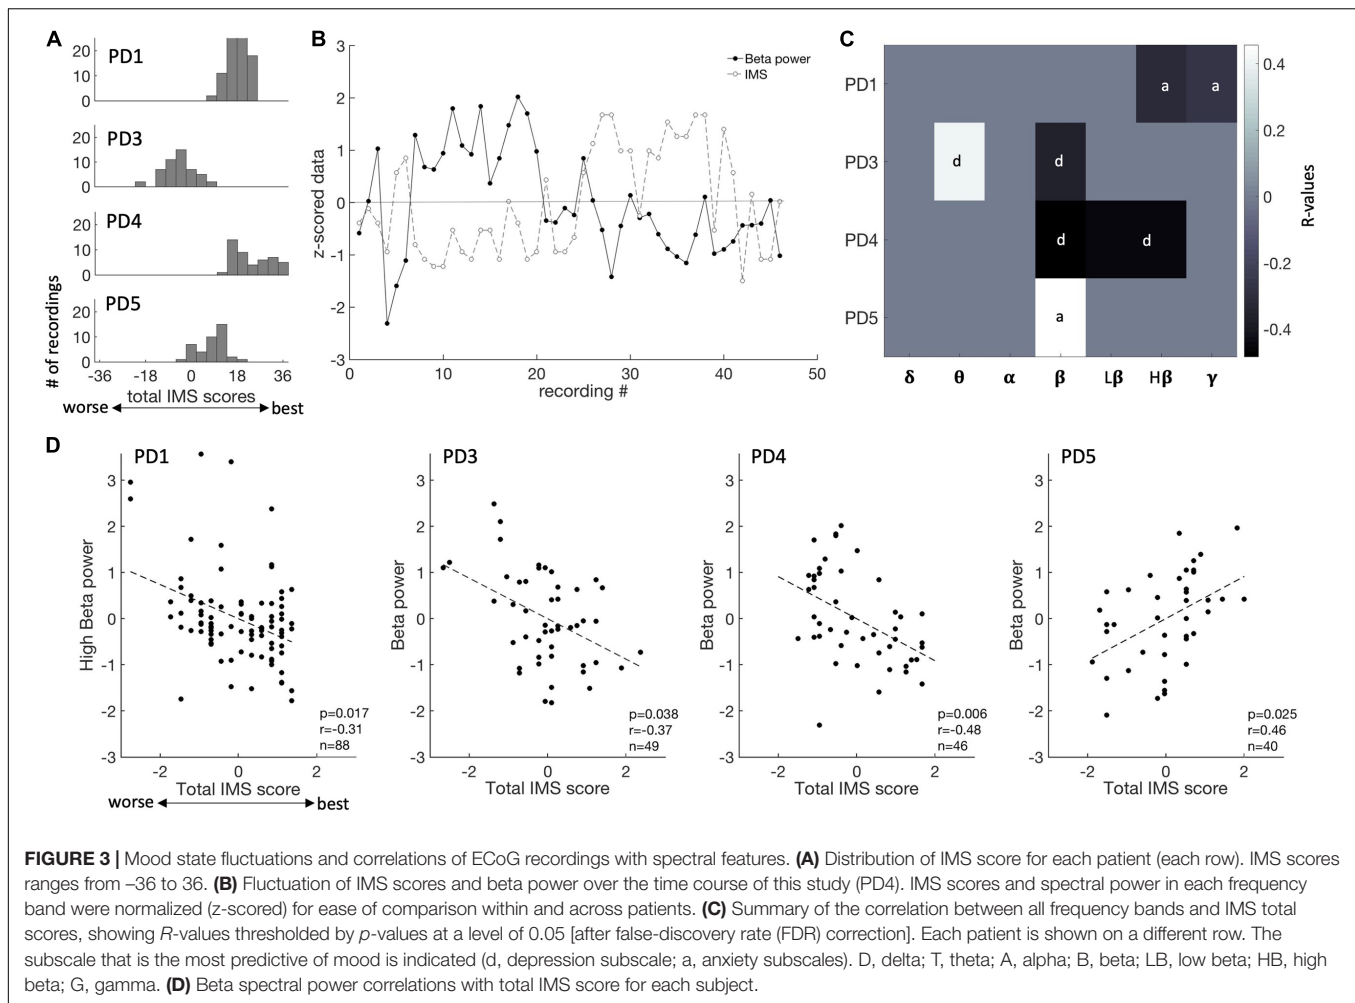 A
PD1
20
10
0
PD3
20
10
0
PD4
20
10
0
PD5
20
10
0
# of recordings
-36 -18 0 18 36
total IMS scores
worse best
B
3
2
1
0
-1
-2
-3
z-scored data
Beta power
IMS
0 10 20 30 40 50
recording #
C
PD1
PD3
PD4
PD5
a a
d d
d d
a
δ θ α β Lβ Hβ γ
0.4
0.2
0
-0.2
-0.4
R-values
D
PD1
3
2
1
0
-1
-2
-3
High Beta power
p=0.017
r=-0.31
n=88
-2 0 2
Total IMS score
worse best
PD3
3
2
1
0
-1
-2
-3
Beta power
p=0.038
r=-0.37
n=49
-2 0 2
Total IMS score
PD4
3
2
1
0
-1
-2
-3
Beta power
p=0.006
r=-0.48
n=46
-2 0 2
Total IMS score
PD5
3
2
1
0
-1
-2
-3
Beta power
p=0.025
r=0.46
n=40
-2 0 2
Total IMS score
FIGURE 3 | Mood state fluctuations and correlations of ECoG recordings with spectral features. (A) Distribution of IMS score for each patient (each row). IMS scores
ranges from –36 to 36. (B) Fluctuation of IMS scores and beta power over the time course of this study (PD4). IMS scores and spectral power in each frequency
band were normalized (z-scored) for ease of comparison within and across patients. (C) Summary of the correlation between all frequency bands and IMS total
scores, showing R-values thresholded by p-values at a level of 0.05 [after false-discovery rate (FDR) correction]. Each patient is shown on a different row. The
subscale that is the most predictive of mood is indicated (d, depression subscale; a, anxiety subscales). D, delta; T, theta; A, alpha; B, beta; LB, low beta; HB, high
beta; G, gamma. (D) Beta spectral power correlations with total IMS score for each subject.